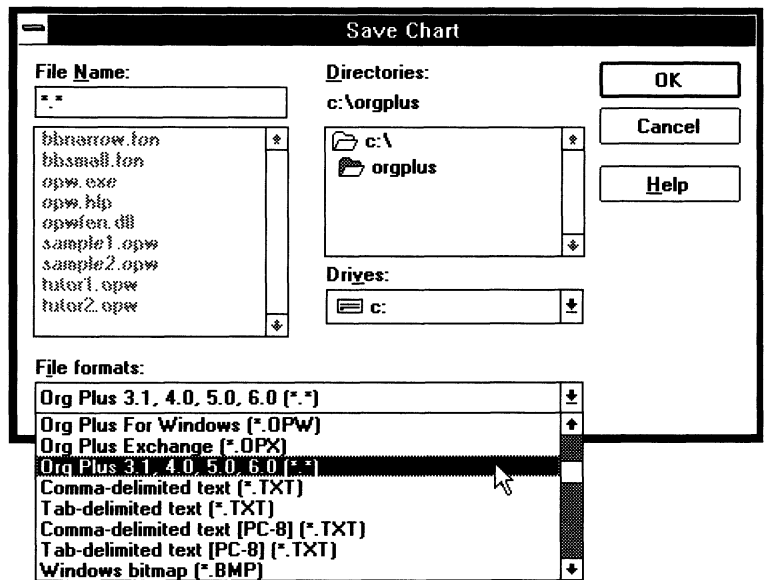 Save Chart
File Name:
*.*
bbnarrow.fon
bbsmall.fon
opw.exe
opw.hlp
opwfen.dll
sample1.opw
sample2.opw
tutor1.opw
tutor2.opw
Directories:
c:\orgplus
c:\
orgplus
Drives:
c:
OK
Cancel
Help
File formats:
Org Plus 3.1, 4.0, 5.0, 6.0 (*.*)
Org Plus For Windows (*.OPW)
Org Plus Exchange (*.OPX)
Org Plus 3.1, 4.0, 5.0, 6.0 (*.*)
Comma-delimited text (*.TXT)
Tab-delimited text (*.TXT)
Comma-delimited text [PC-8] (*.TXT)
Tab-delimited text [PC-8] (*.TXT)
Windows bitmap (*.BMP)